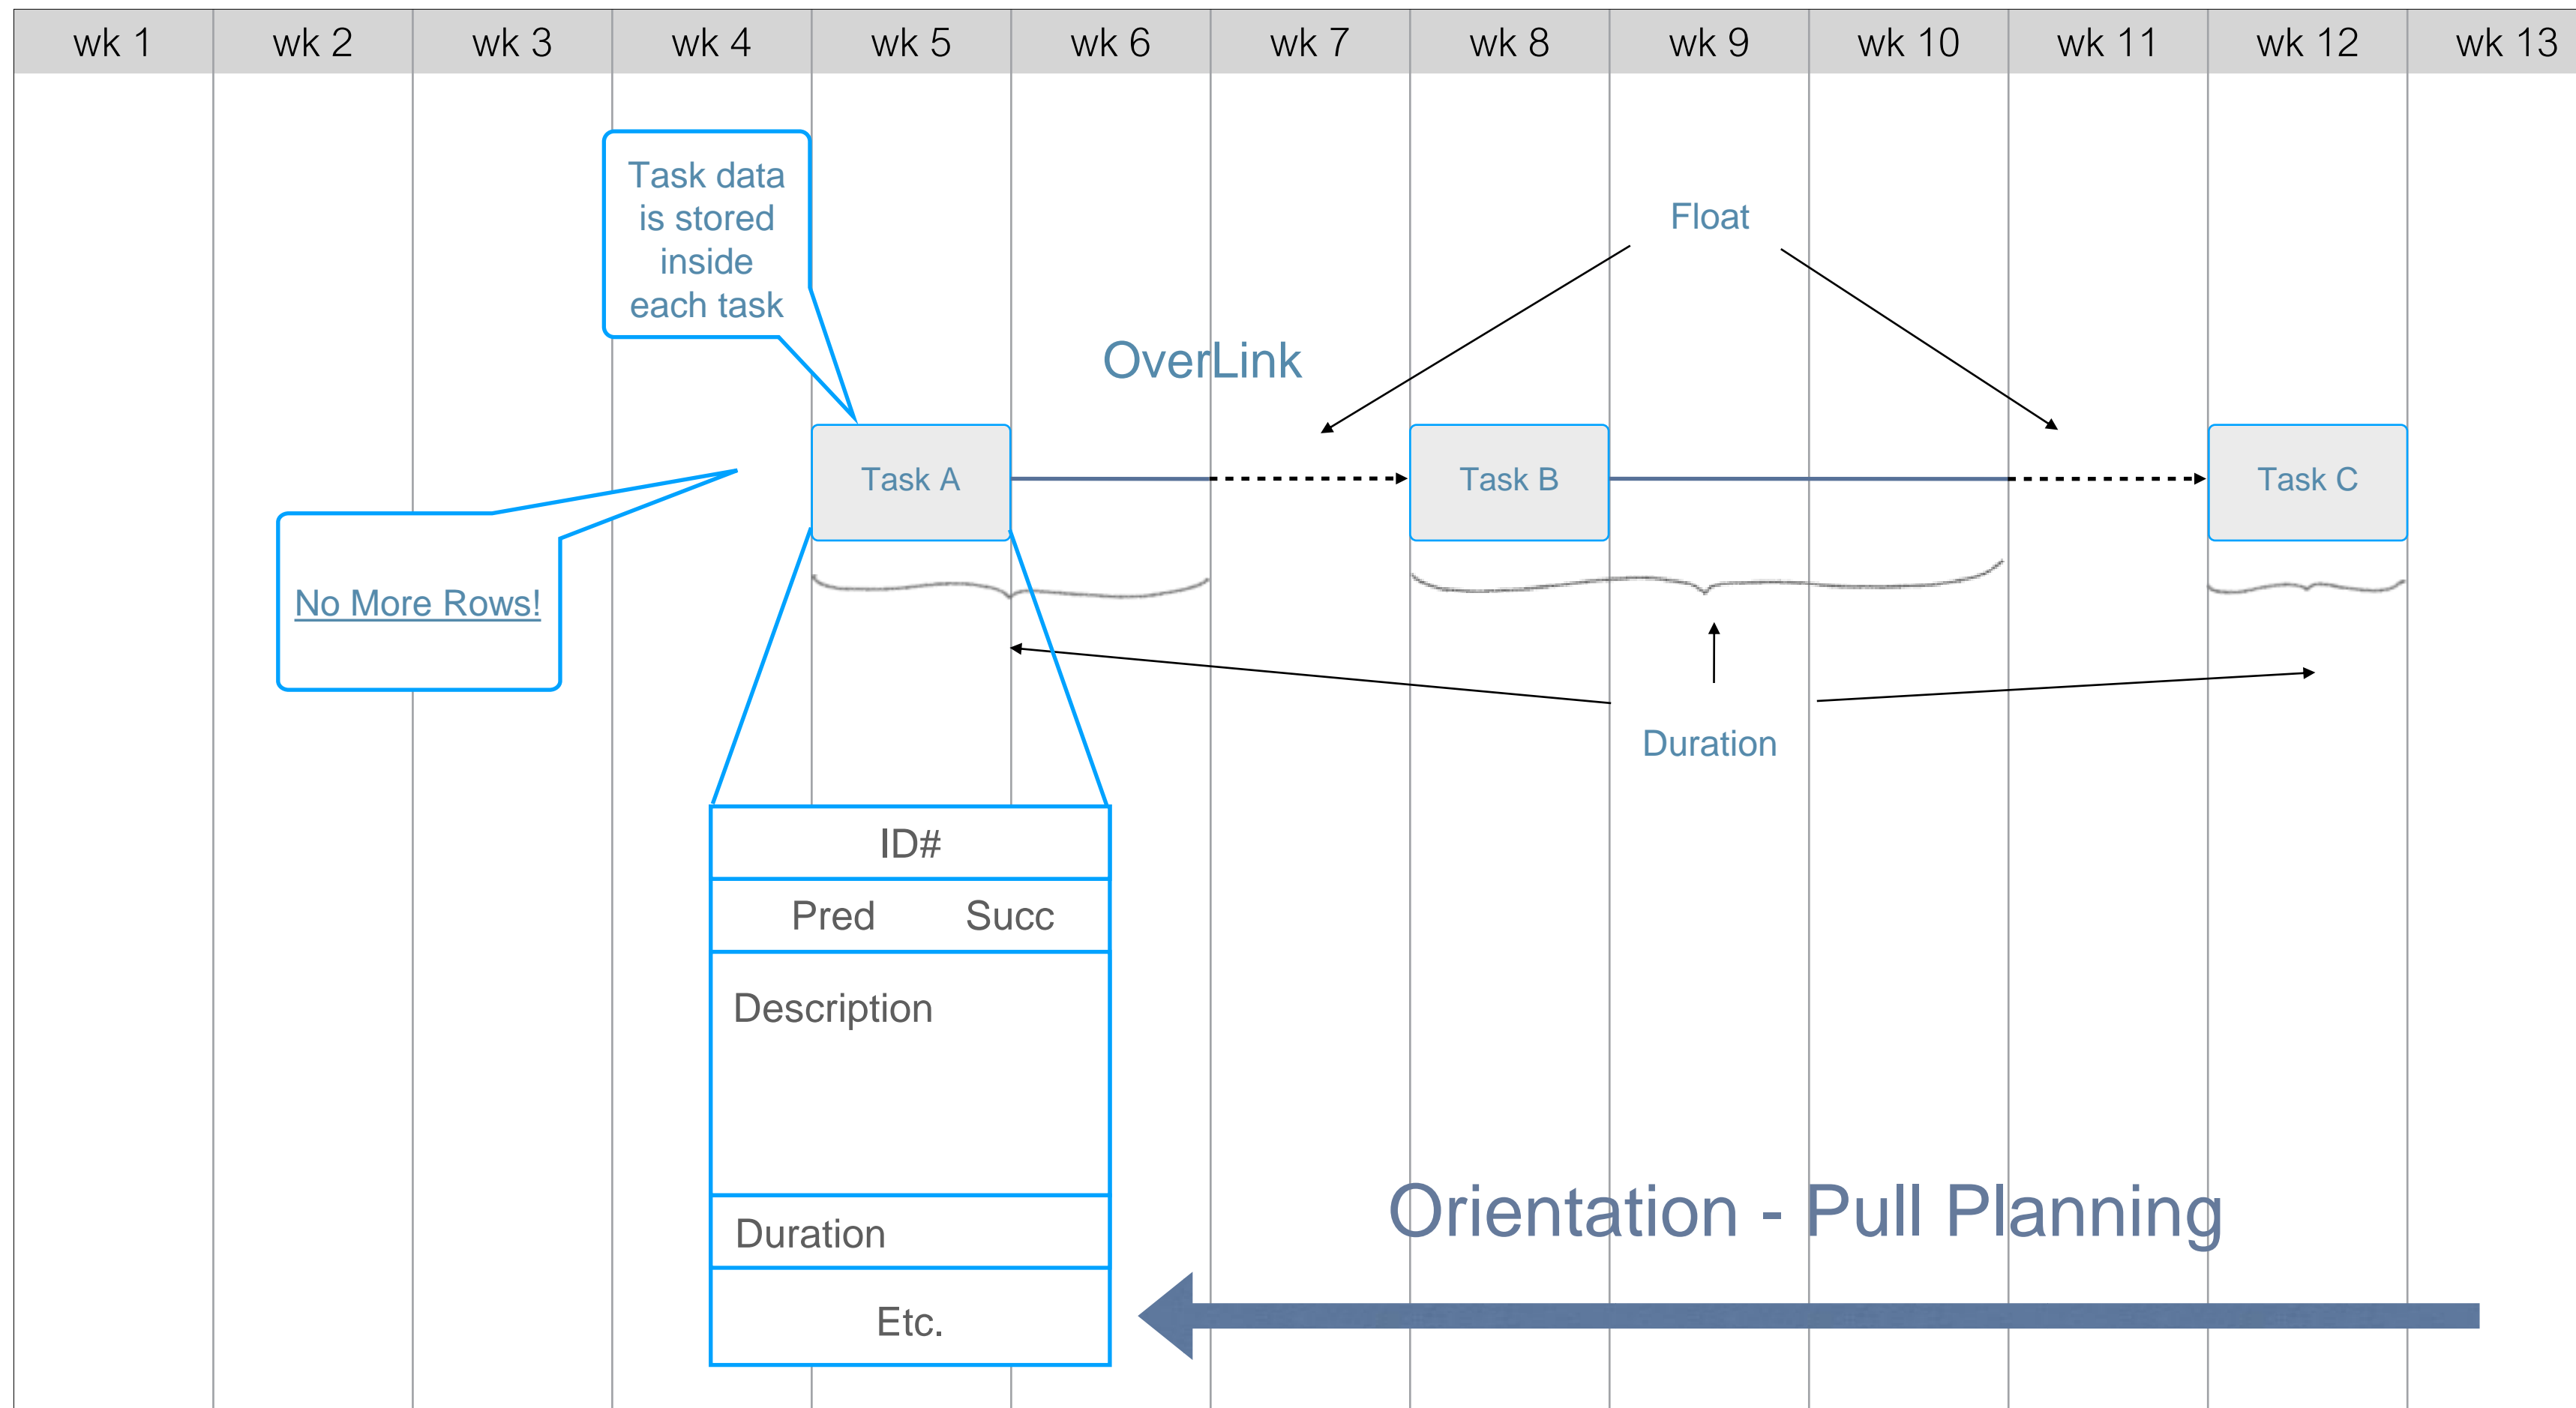 wk 1 wk 2 wk 3 wk 4 wk 5 wk 6 wk 7 wk 8 wk 9 wk 10 wk 11 wk 12 wk 13
Task data
is stored
inside
each task
Float
OverLink
Task A
Task B
Task C
No More Rows!
Duration
ID#
Pred Succ
Description
Duration
Etc.
Orientation - Pull Planning